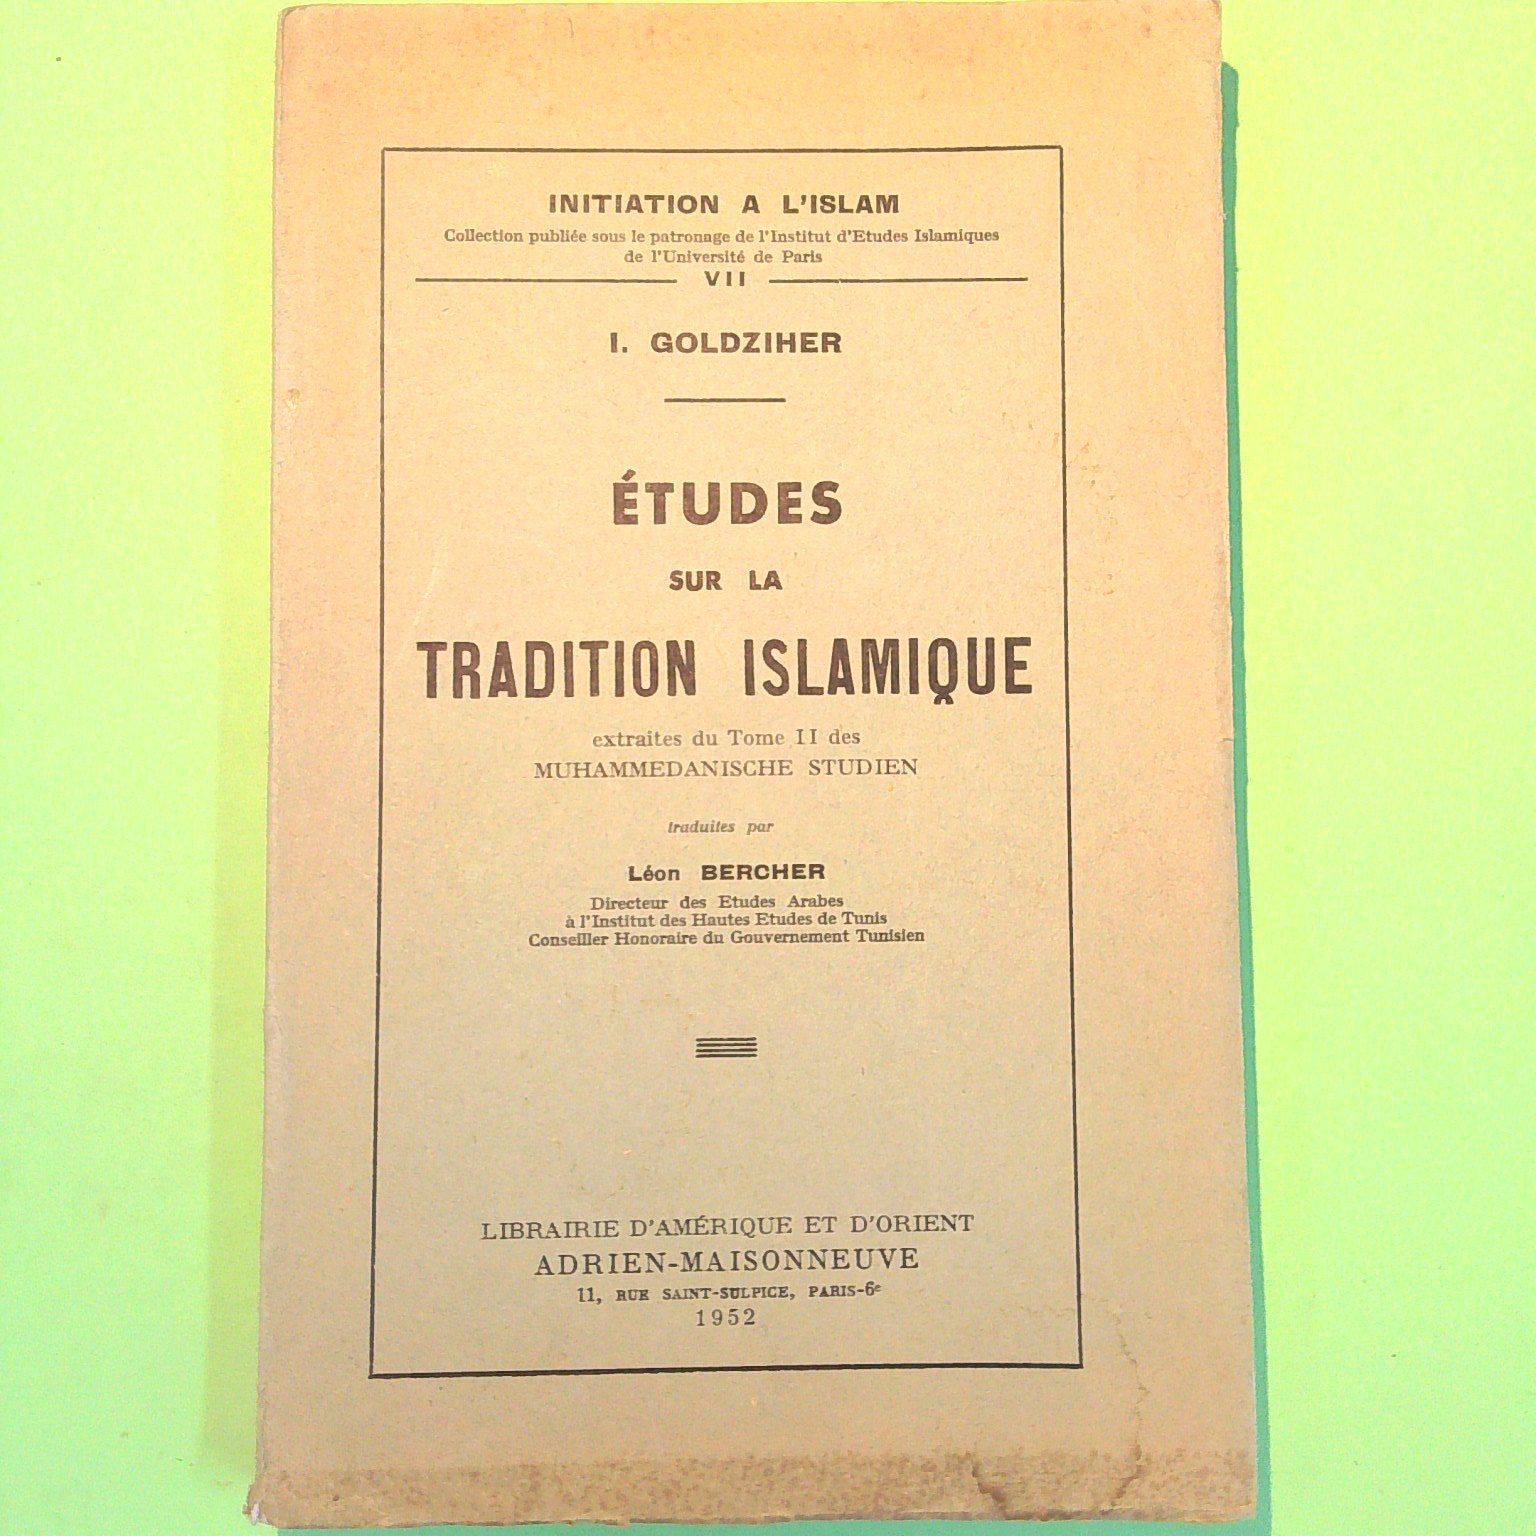 INITIATION A L'ISLAM
Collection publiée sous le patronage de l'Institut d'Etudes Islamiques
de l'Université de Paris
VII
I. GOLDZIHER
ÉTUDES
SUR LA
TRADITION ISLAMIQUE
extraites du Tome II des
MUHAMMEDANISCHE STUDIEN
traduites par
Léon BERCHER
Directeur des Etudes Arabes
à l'Institut des Hautes Etudes de Tunis
Conseiller Honoraire du Gouvernement Tunisien
LIBRAIRIE D'AMÉRIQUE ET D'ORIENT
ADRIEN-MAISONNEUVE
11, RUE SAINT-SULPICE, PARIS-6e
1952